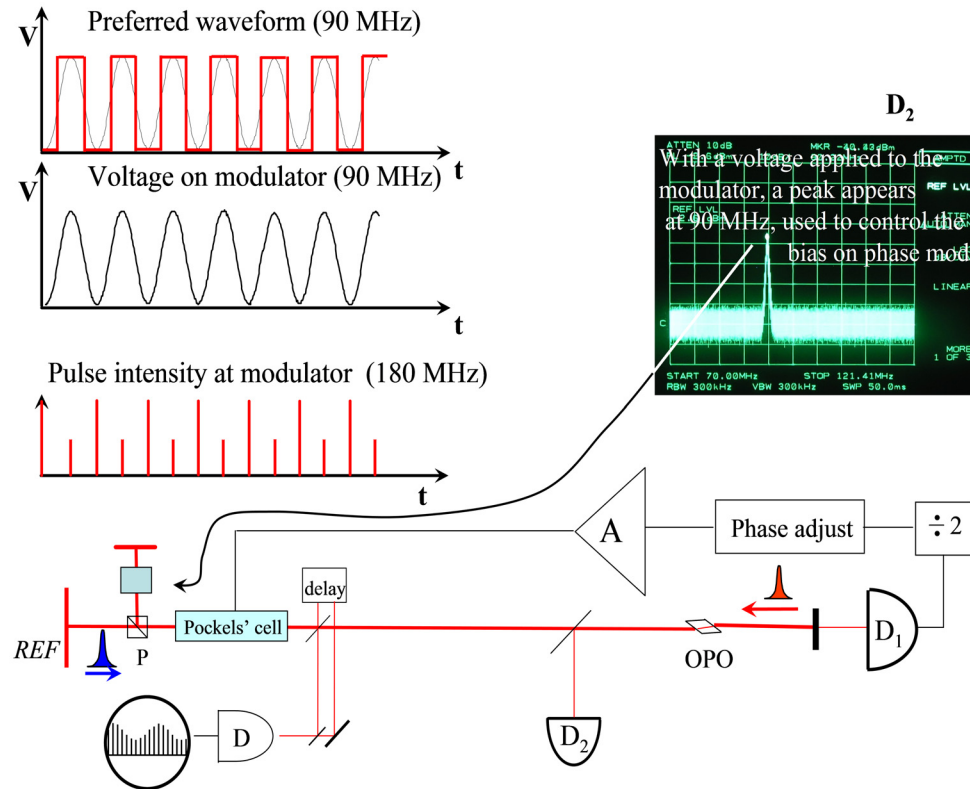 Preferred waveform (90 MHz)
V
t
Voltage on modulator (90 MHz)
V
t
Pulse intensity at modulator (180 MHz)
t
D2
ATTEN 10dB
MKR
With a voltage applied to the
modulator, a peak appears
at 90 MHz, used to control the
bias on phase mod
REF LVL
REF LVL
ATTEN
LINEAR
MORE
1 OF 3
C
START 70.00MHz STOP 121.41MHz
RBW 300kHz VBW 300kHz SWP 50.0ms
A
Phase adjust
÷ 2
delay
Pockels' cell
REF
P
OPO
D1
D
D2